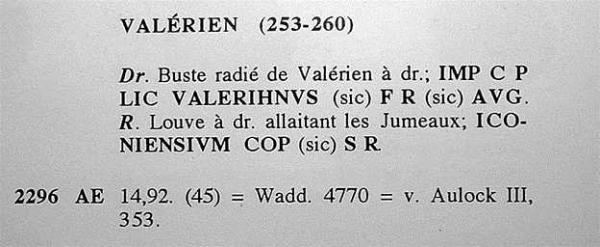 VALÉRIEN (253-260)
Dr. Buste radié de Valérien à dr.; IMP C P
LIC VALERIHNVS (sic) F R (sic) AVG.
R. Louve à dr. allaitant les Jumeaux; ICO-
NIENSIVM COP (sic) S R.
2296 AE 14,92. (45) = Wadd. 4770 = v. Aulock III,
353.